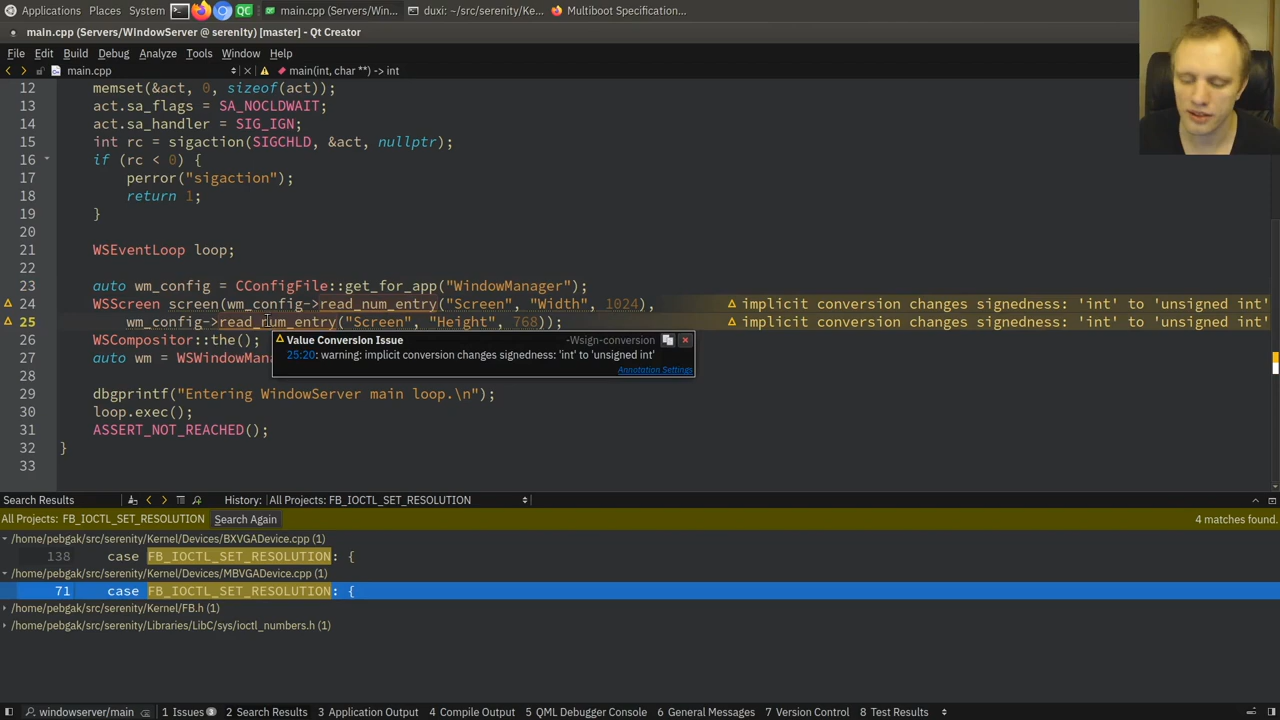 Applications Places System main.cpp (Servers/Win... duxi: ~/src/serenity/Ke... Multiboot Specification...
main.cpp (Servers/WindowServer @ serenity) [master] - Qt Creator
File Edit Build Debug Analyze Tools Window Help
main.cpp main(int, char **) -> int
12 memset(&act, 0, sizeof(act));
13 act.sa_flags = SA_NOCLDWAIT;
14 act.sa_handler = SIG_IGN;
15 int rc = sigaction(SIGCHLD, &act, nullptr);
16 if (rc < 0) {
17 perror("sigaction");
18 return 1;
19 }
20
21 WSEventLoop loop;
22
23 auto wm_config = CConfigFile::get_for_app("WindowManager");
24 WSScreen screen(wm_config->read_num_entry("Screen", "Width", 1024), implicit conversion changes signedness: 'int' to 'unsigned int'
25 wm_config->read_num_entry("Screen", "Height", 768)); implicit conversion changes signedness: 'int' to 'unsigned int'
26 WSCompositor::the();
27 auto wm = WSWindowMana
Value Conversion Issue -Wsign-conversion
25:20: warning: implicit conversion changes signedness: 'int' to 'unsigned int'
Annotation Settings
28
29 dbgprintf("Entering WindowServer main loop.\n");
30 loop.exec();
31 ASSERT_NOT_REACHED();
32 }
33
Search Results History: All Projects: FB_IOCTL_SET_RESOLUTION
All Projects: FB_IOCTL_SET_RESOLUTION Search Again 4 matches found.
/home/pebgak/src/serenity/Kernel/Devices/BXVGADevice.cpp (1)
138 case FB_IOCTL_SET_RESOLUTION: {
/home/pebgak/src/serenity/Kernel/Devices/MBVGADevice.cpp (1)
71 case FB_IOCTL_SET_RESOLUTION: {
/home/pebgak/src/serenity/Kernel/FB.h (1)
/home/pebgak/src/serenity/Libraries/LibC/sys/ioctl_numbers.h (1)
windowserver/main 1 Issues 3 2 Search Results 3 Application Output 4 Compile Output 5 QML Debugger Console 6 General Messages 7 Version Control 8 Test Results